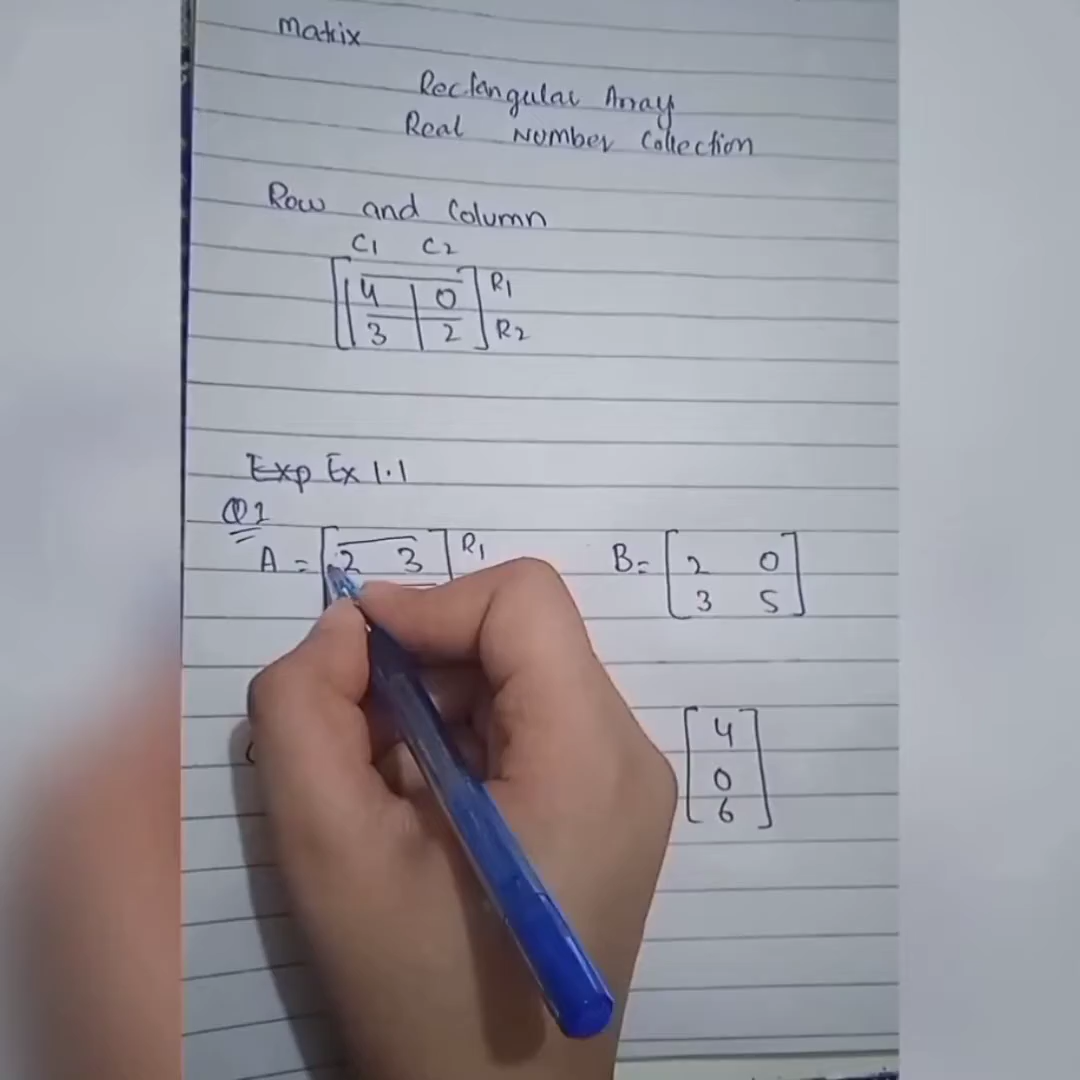 Matrix
Rectangular Array
Real Number Collection
Row and Column
C1 C2
4 0 R1
3 2 R2
Exp Ex 1.1
Q1
A = [2 3] R1 B = [2 0
3 5]
4
0
6